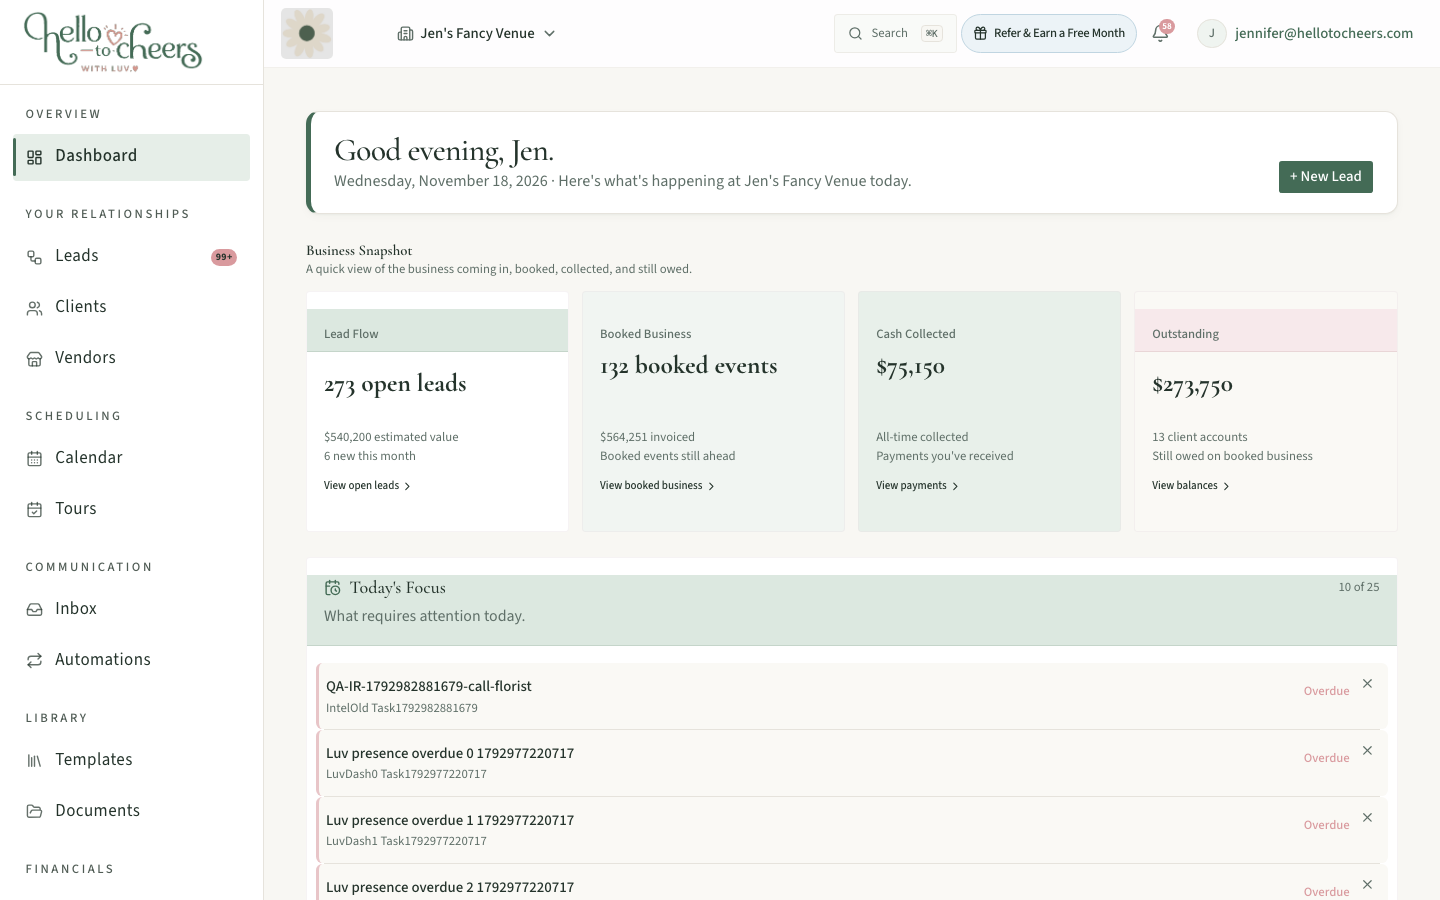 hello
to cheers
WITH LUV.
OVERVIEW
Dashboard
YOUR RELATIONSHIPS
Leads
99+
Clients
Vendors
SCHEDULING
Calendar
Tours
COMMUNICATION
Inbox
Automations
LIBRARY
Templates
Documents
FINANCIALS
Jen's Fancy Venue
Search
⌘K
Refer & Earn a Free Month
58
J
jennifer@hellotocheers.com
Good evening, Jen.
Wednesday, November 18, 2026 · Here's what's happening at Jen's Fancy Venue today.
+ New Lead
Business Snapshot
A quick view of the business coming in, booked, collected, and still owed.
Lead Flow
273 open leads
$540,200 estimated value
6 new this month
View open leads
Booked Business
132 booked events
$564,251 invoiced
Booked events still ahead
View booked business
Cash Collected
$75,150
All-time collected
Payments you've received
View payments
Outstanding
$273,750
13 client accounts
Still owed on booked business
View balances
Today's Focus
10 of 25
What requires attention today.
QA-IR-1792982881679-call-florist
IntelOld Task1792982881679
Overdue
Luv presence overdue 0 1792977220717
LuvDash0 Task1792977220717
Overdue
Luv presence overdue 1 1792977220717
LuvDash1 Task1792977220717
Overdue
Luv presence overdue 2 1792977220717
Overdue